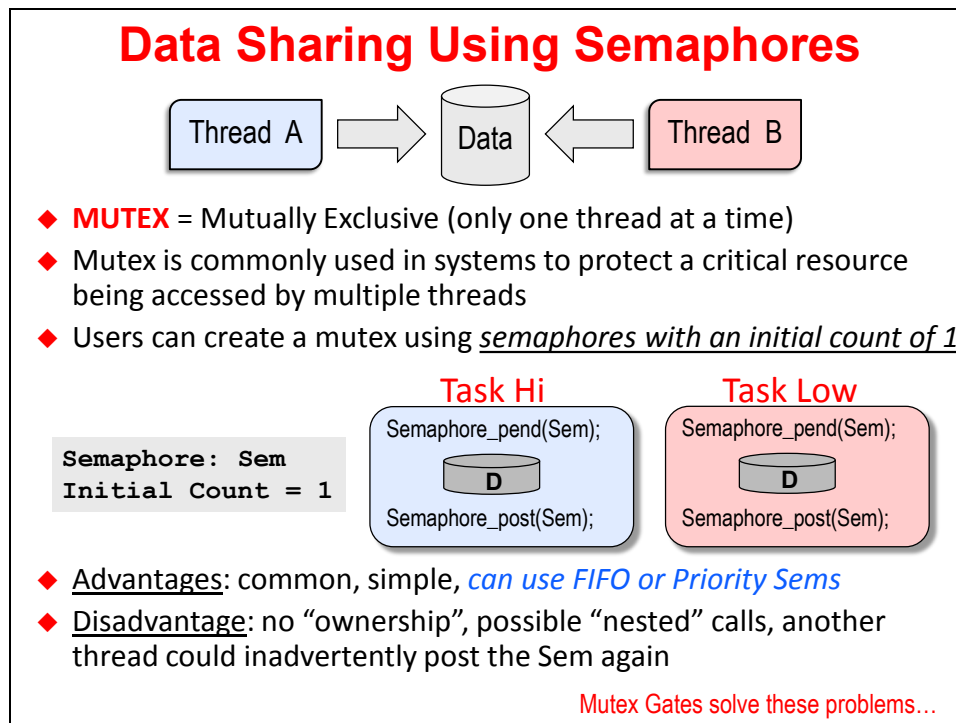 Data Sharing Using Semaphores
Thread A
Data
Thread B
MUTEX = Mutually Exclusive (only one thread at a time)
Mutex is commonly used in systems to protect a critical resource
being accessed by multiple threads
Users can create a mutex using semaphores with an initial count of 1
Task Hi
Task Low
Semaphore: Sem
Initial Count = 1
Semaphore_pend(Sem);
D
Semaphore_post(Sem);
Semaphore_pend(Sem);
D
Semaphore_post(Sem);
Advantages: common, simple, can use FIFO or Priority Sems
Disadvantage: no “ownership”, possible “nested” calls, another
thread could inadvertently post the Sem again
Mutex Gates solve these problems…